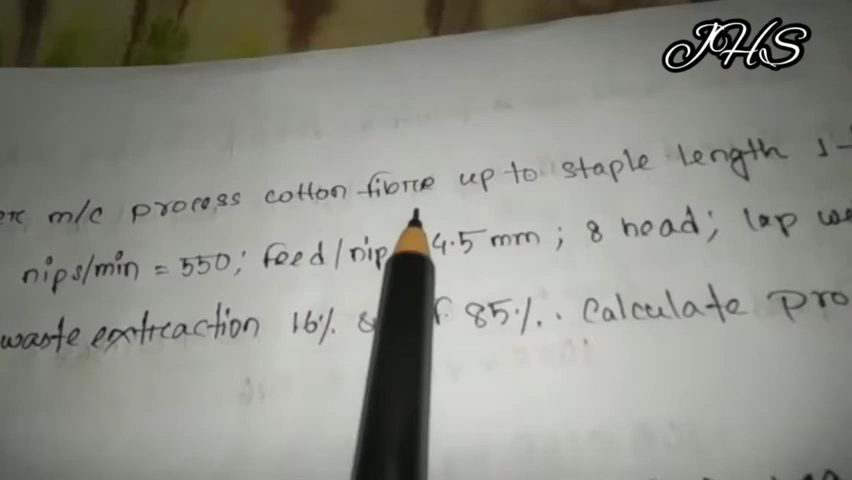 JHS
m/c process cotton fibre up to staple length 1-
nips/min = 550; feed/nip 4.5 mm; 8 head; lap
waste extraction 16% & 85%. Calculate Pro